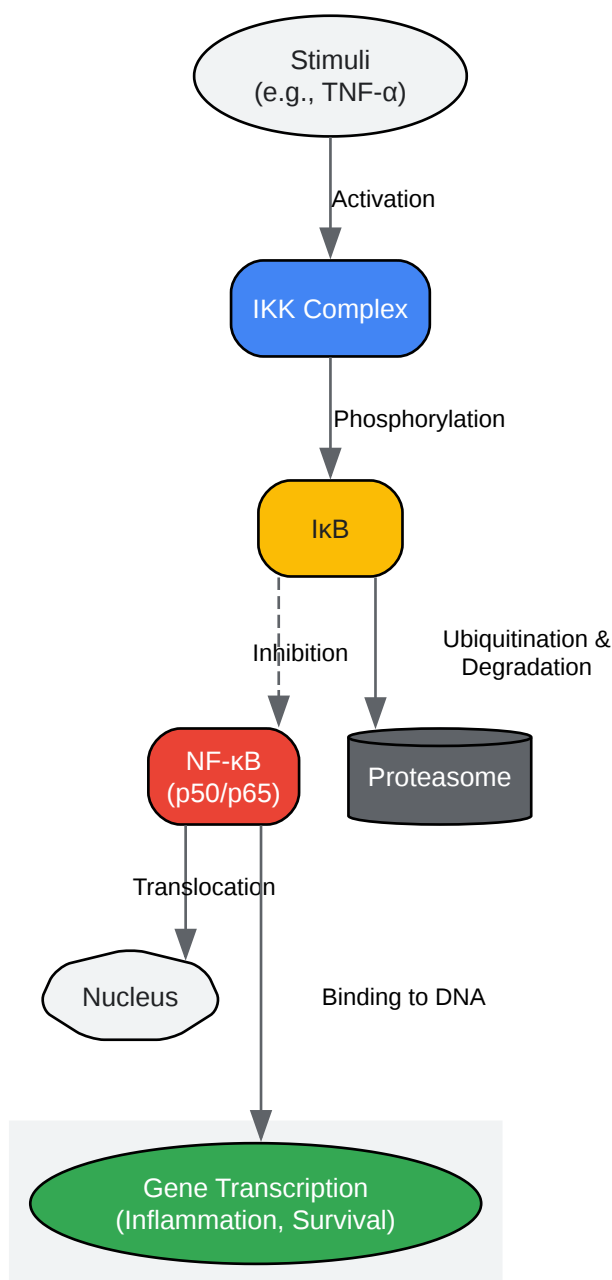 Stimuli
(e.g., TNF-α)
Activation
IKK Complex
Phosphorylation
IκB
Inhibition
Ubiquitination &
Degradation
NF-κB
(p50/p65)
Proteasome
Translocation
Nucleus
Binding to DNA
Gene Transcription
(Inflammation, Survival)